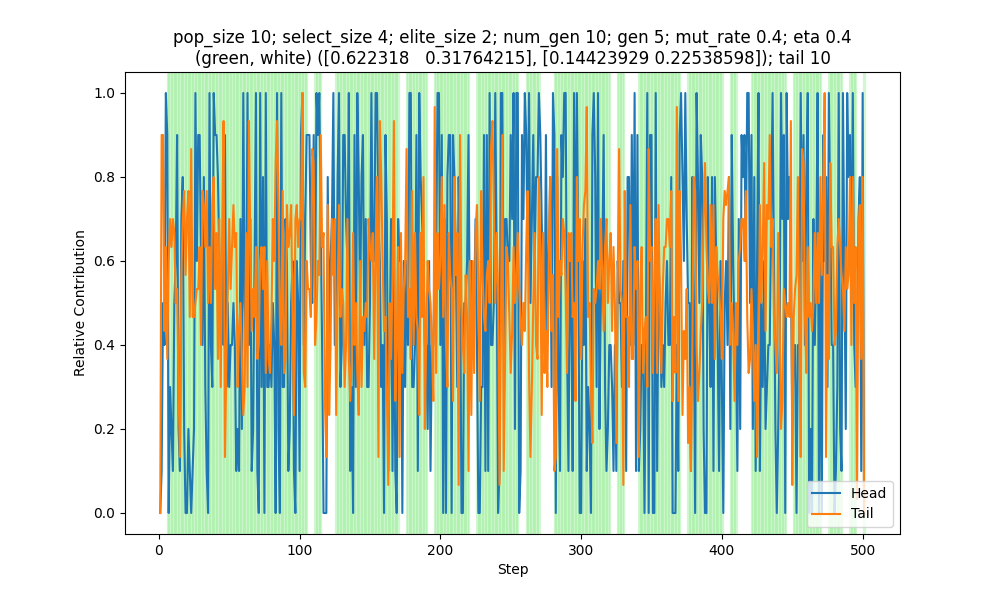 pop_size 10; select_size 4; elite_size 2; num_gen 10; gen 5; mut_rate 0.4; eta 0.4
(green, white) ([0.622318   0.31764215], [0.14423929 0.22538598]); tail 10
1.0
0.8
0.6
0.4
0.2
0.0
Relative Contribution
Head
Tail
0 100 200 300 400 500
Step